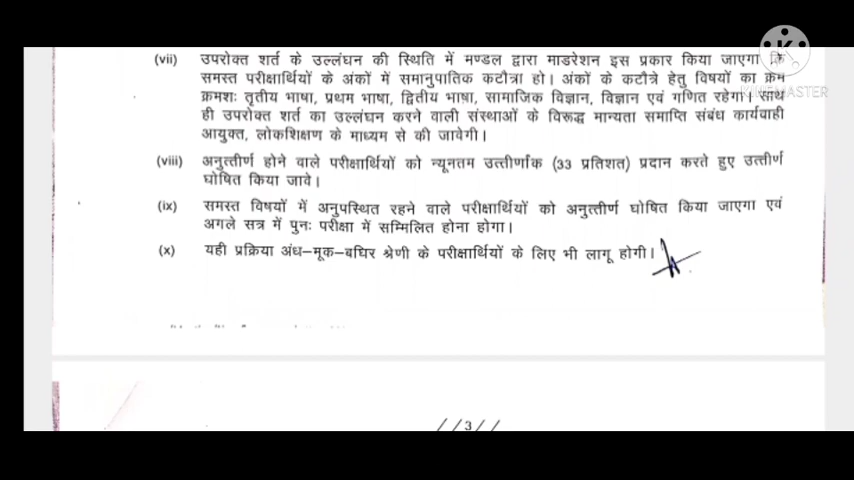 (vii) उपरोक्त शर्त के उल्लंघन की स्थिति में मण्डल द्वारा माडरेशन इस प्रकार किया जाएगा कि
समस्त परीक्षार्थियों के अंकों में समानुपातिक कटौत्रा हो। अंकों के कटौत्रे हेतु विषयों का क्रम
क्रमशः तृतीय भाषा, प्रथम भाषा, द्वितीय भाषा, सामाजिक विज्ञान, विज्ञान एवं गणित रहेगा। साथ
ही उपरोक्त शर्त का उल्लंघन करने वाली संस्थाओं के विरूद्ध मान्यता समाप्ति संबंध कार्यवाही
आयुक्त, लोकशिक्षण के माध्यम से की जावेगी।
(viii) अनुत्तीर्ण होने वाले परीक्षार्थियों को न्यूनतम उत्तीर्णांक (33 प्रतिशत) प्रदान करते हुए उत्तीर्ण
घोषित किया जावे।
(ix) समस्त विषयों में अनुपस्थित रहने वाले परीक्षार्थियों को अनुत्तीर्ण घोषित किया जाएगा एवं
अगले सत्र में पुनः परीक्षा में सम्मिलित होना होगा।
(x) यही प्रक्रिया अंध–मूक–बधिर श्रेणी के परीक्षार्थियों के लिए भी लागू होगी।
//3//
KINEMASTER